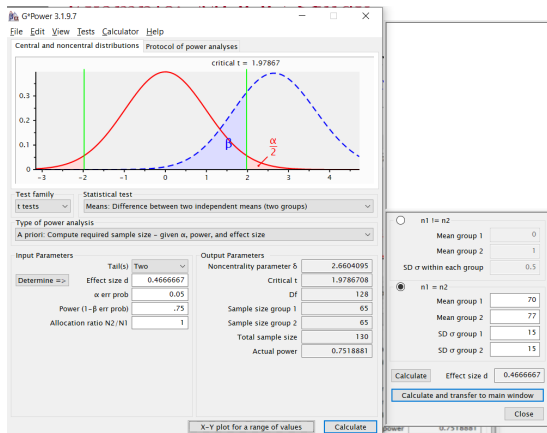 G*Power 3.1.9.7
File Edit View Tests Calculator Help
Central and noncentral distributions Protocol of power analyses
critical t = 1.97867
0.3
0.2
0.1
0
β
α
2
-3 -2 -1 0 1 2 3 4
Test family Statistical test
t tests Means: Difference between two independent means (two groups)
Type of power analysis
A priori: Compute required sample size - given α, power, and effect size
Input Parameters Output Parameters
Tail(s) Two Noncentrality parameter δ 2.6604095
Determine => Effect size d 0.4666667 Critical t 1.9786708
α err prob 0.05 Df 128
Power (1-β err prob) .75 Sample size group 1 65
Allocation ratio N2/N1 1 Sample size group 2 65
Total sample size 130
Actual power 0.7518881
X-Y plot for a range of values Calculate
n1 != n2
Mean group 1 0
Mean group 2 1
SD σ within each group 0.5
n1 = n2
Mean group 1 70
Mean group 2 77
SD σ group 1 15
SD σ group 2 15
Calculate Effect size d 0.4666667
Calculate and transfer to main window
Close
power 0.7518881